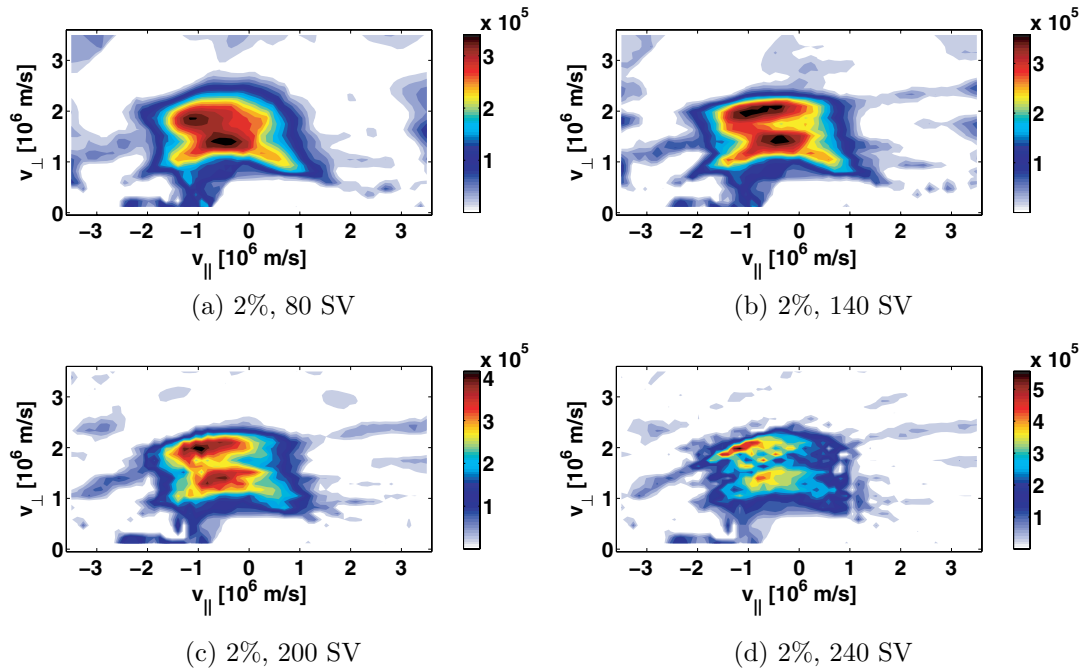 x 10^5
x 10^5
3
2
1
0
v⊥ [10^6 m/s]
−3 −2 −1 0 1 2 3
v|| [10^6 m/s]
3
2
1
(a) 2%, 80 SV
3
2
1
0
v⊥ [10^6 m/s]
−3 −2 −1 0 1 2 3
v|| [10^6 m/s]
3
2
1
(b) 2%, 140 SV
x 10^5
x 10^5
3
2
1
0
v⊥ [10^6 m/s]
−3 −2 −1 0 1 2 3
v|| [10^6 m/s]
4
3
2
1
(c) 2%, 200 SV
3
2
1
0
v⊥ [10^6 m/s]
−3 −2 −1 0 1 2 3
v|| [10^6 m/s]
5
4
3
2
1
(d) 2%, 240 SV